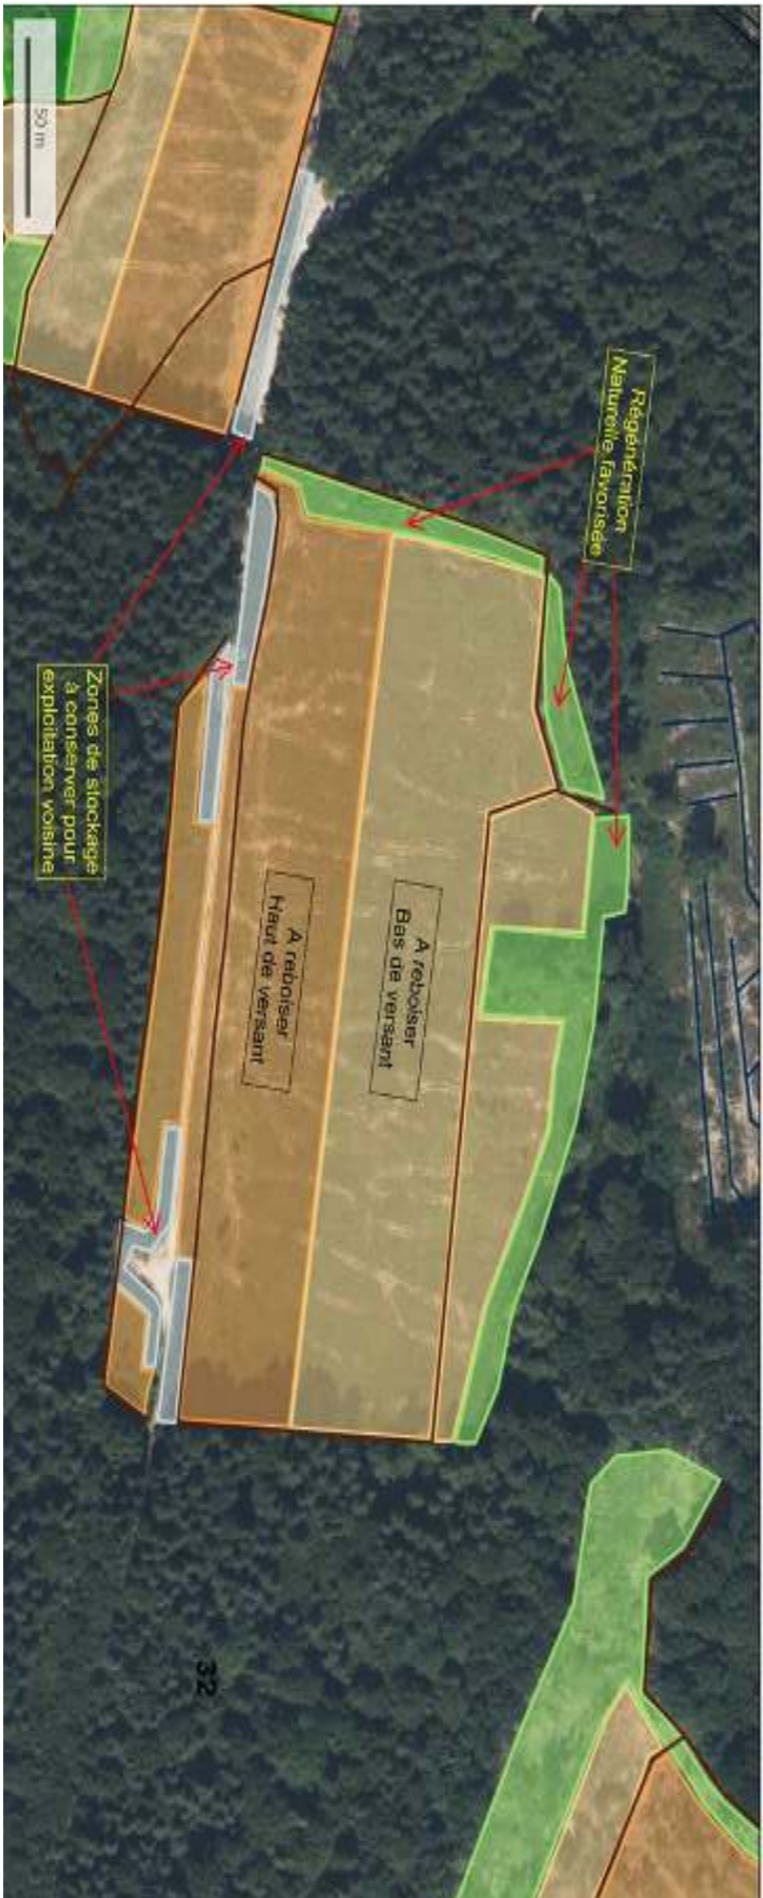 50 m
Régénération
Naturelle favorisée
Zones de stockage
à conserver pour
exploitation voisine
A reboiser
Bas de versant
A reboiser
Haut de versant
32